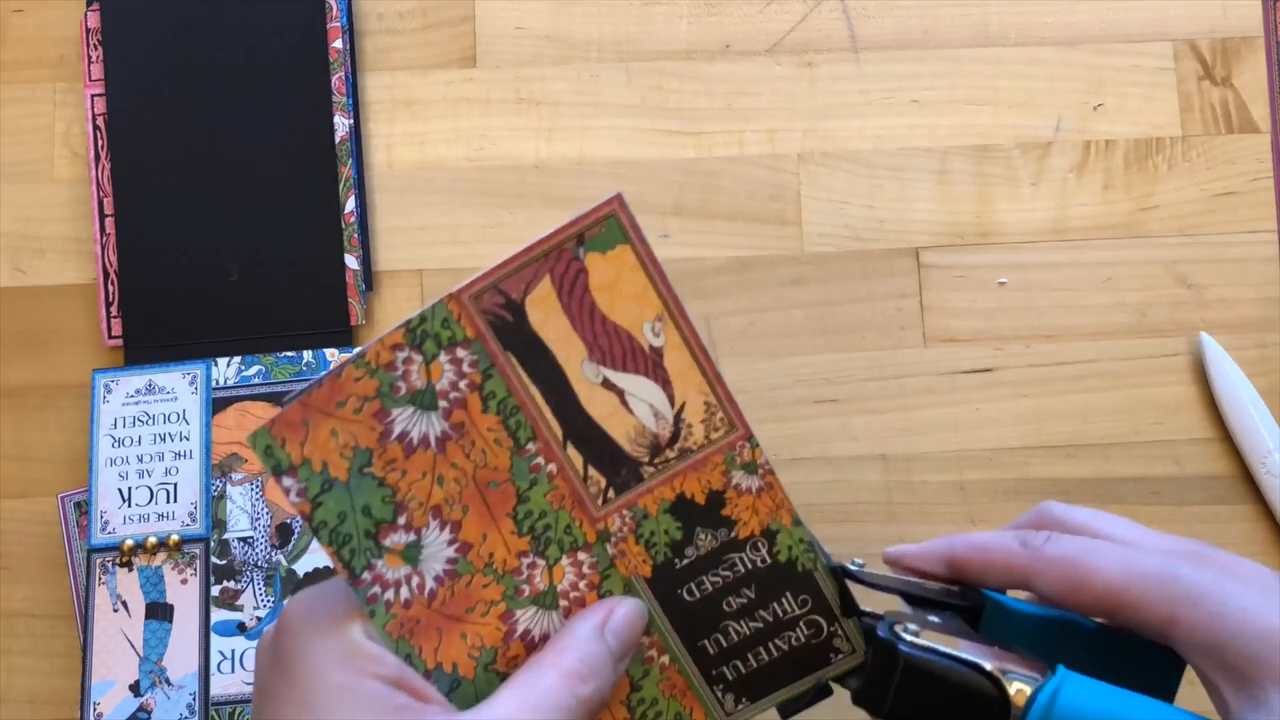 THE BEST
LUCK
OF ALL IS
THE LUCK YOU
MAKE FOR
YOURSELF
GRATEFUL,
THANKFUL
AND
BLESSED.